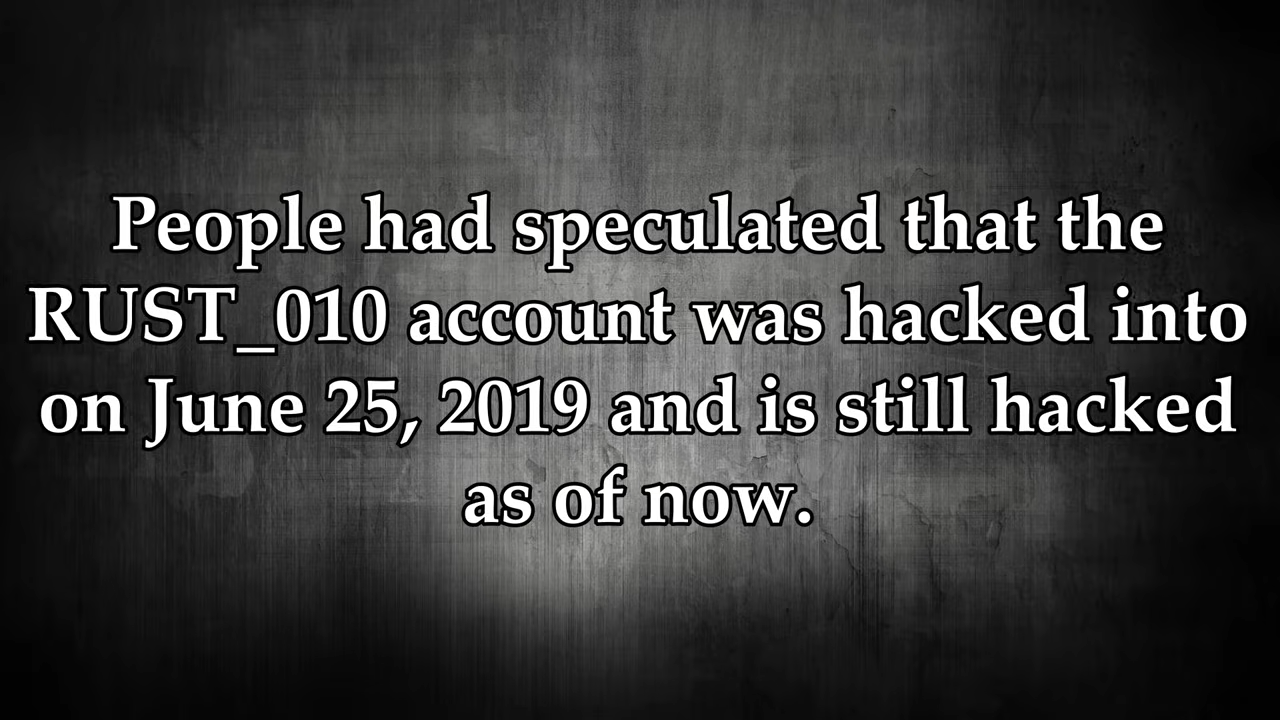 People had speculated that the
RUST_010 account was hacked into
on June 25, 2019 and is still hacked
as of now.